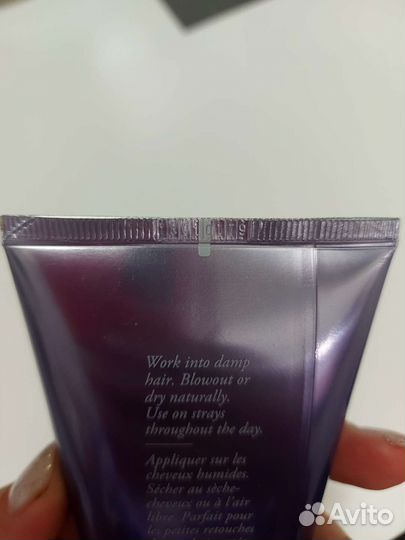 Work into damp
hair. Blowout or
dry naturally.
Use on strays
throughout the day.
Appliquer sur les
cheveux humides.
Sécher au sèche-
cheveux ou à l'air
libre. Parfait pour
les petites retouches
Avito